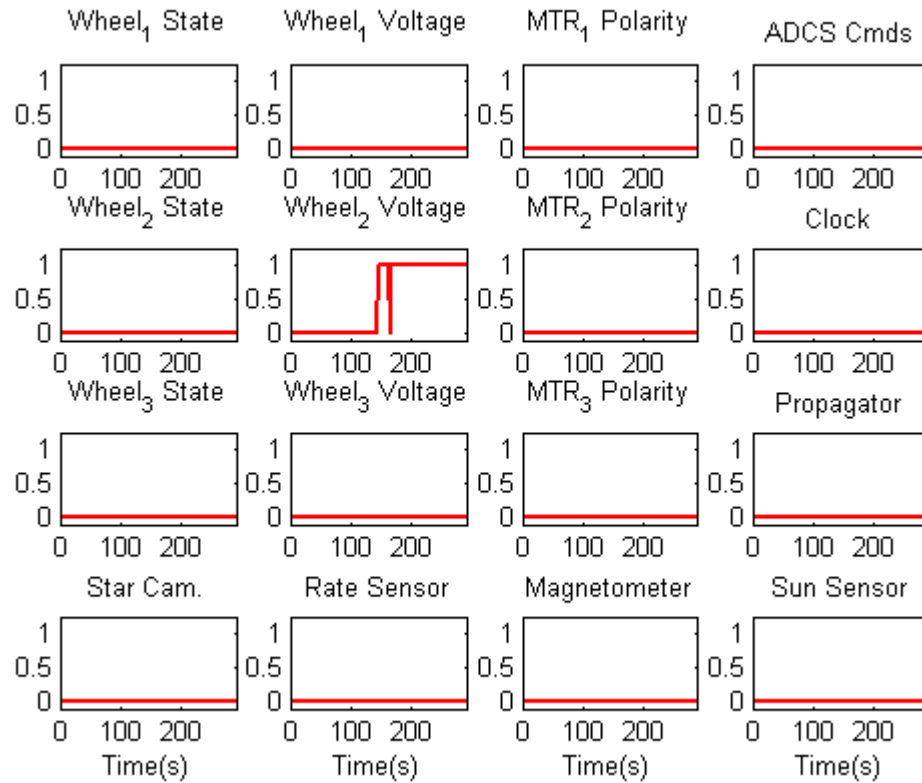 Wheel₁ State Wheel₁ Voltage MTR₁ Polarity ADCS Cmds
1 1 1 1
0.5 0.5 0.5 0.5
0 0 0 0
0 100 200 0 100 200 0 100 200 0 100 200
Wheel₂ State Wheel₂ Voltage MTR₂ Polarity Clock
1 1 1 1
0.5 0.5 0.5 0.5
0 0 0 0
0 100 200 0 100 200 0 100 200 0 100 200
Wheel₃ State Wheel₃ Voltage MTR₃ Polarity Propagator
1 1 1 1
0.5 0.5 0.5 0.5
0 0 0 0
0 100 200 0 100 200 0 100 200 0 100 200
Star Cam. Rate Sensor Magnetometer Sun Sensor
1 1 1 1
0.5 0.5 0.5 0.5
0 0 0 0
0 100 200 0 100 200 0 100 200 0 100 200
Time(s) Time(s) Time(s) Time(s)